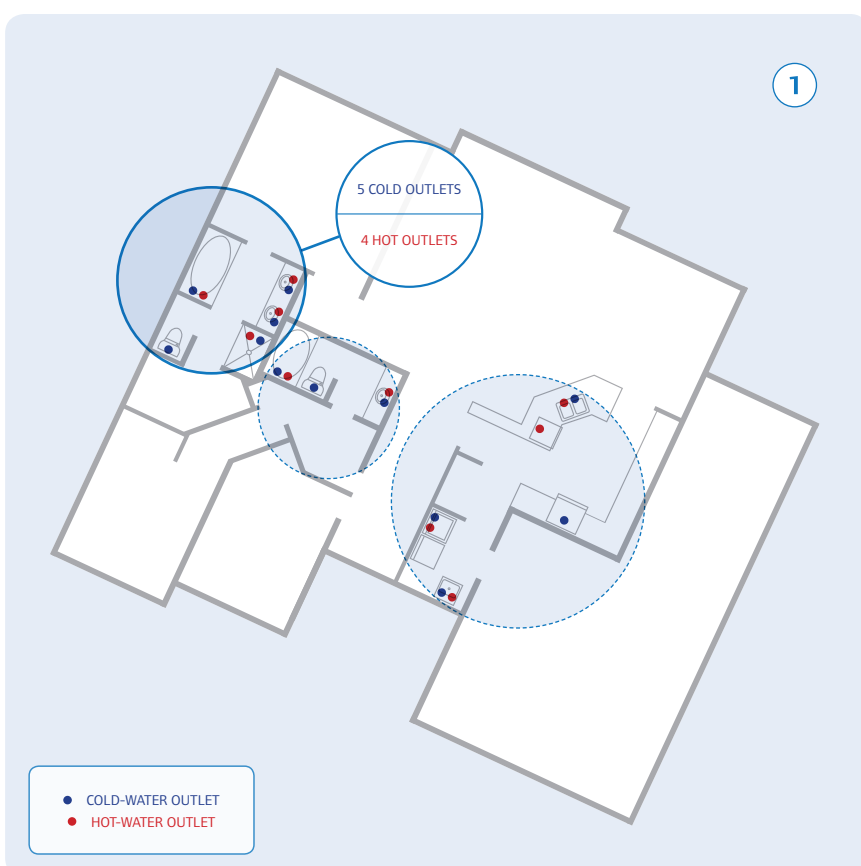 1
5 COLD OUTLETS
4 HOT OUTLETS
COLD-WATER OUTLET
HOT-WATER OUTLET